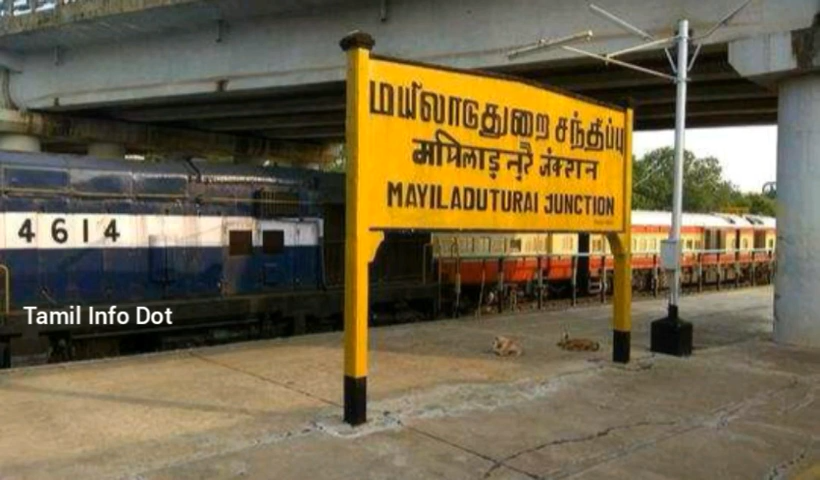 மயிலாடுதுறை சந்திப்பு
मयिलाडुतुरै जंक्शन
MAYILADUTURAI JUNCTION
4614
Tamil Info Dot